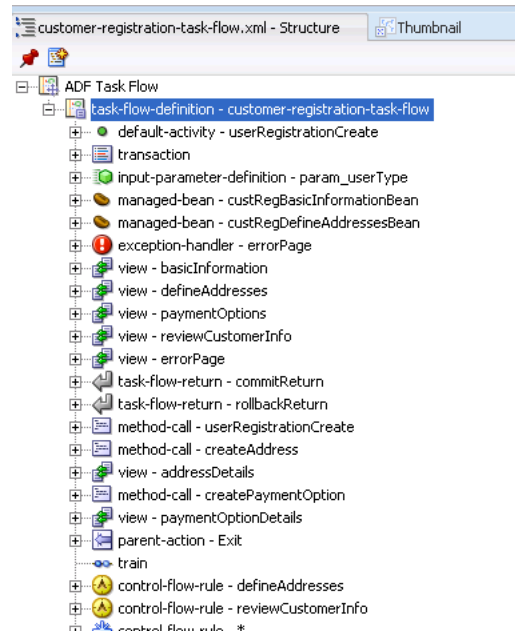 customer-registration-task-flow.xml - Structure
Thumbnail
ADF Task Flow
task-flow-definition - customer-registration-task-flow
default-activity - userRegistrationCreate
transaction
input-parameter-definition - param_userType
managed-bean - custRegBasicInformationBean
managed-bean - custRegDefineAddressesBean
exception-handler - errorPage
view - basicInformation
view - defineAddresses
view - paymentOptions
view - reviewCustomerInfo
view - errorPage
task-flow-return - commitReturn
task-flow-return - rollbackReturn
method-call - userRegistrationCreate
method-call - createAddress
view - addressDetails
method-call - createPaymentOption
view - paymentOptionDetails
parent-action - Exit
train
control-flow-rule - defineAddresses
control-flow-rule - reviewCustomerInfo
control-flow-rule - *